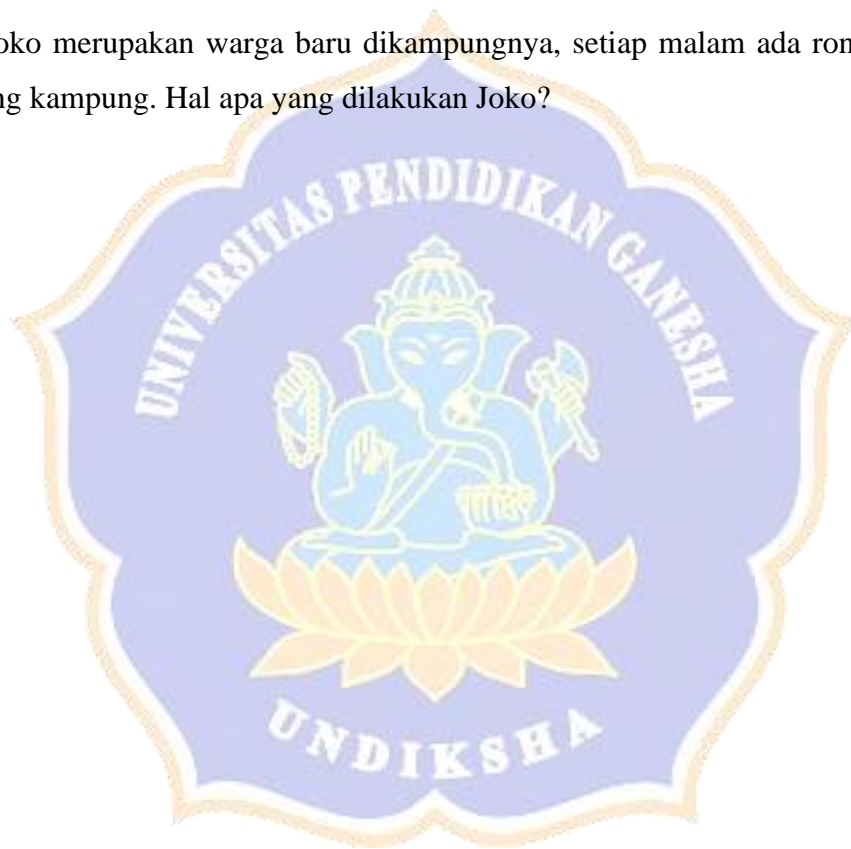 oko merupakan warga baru dikampungnya, setiap malam ada ron
ng kampung. Hal apa yang dilakukan Joko?
UNIVERSITAS PENDIDIKAN GANESHA
UNDIKSHA